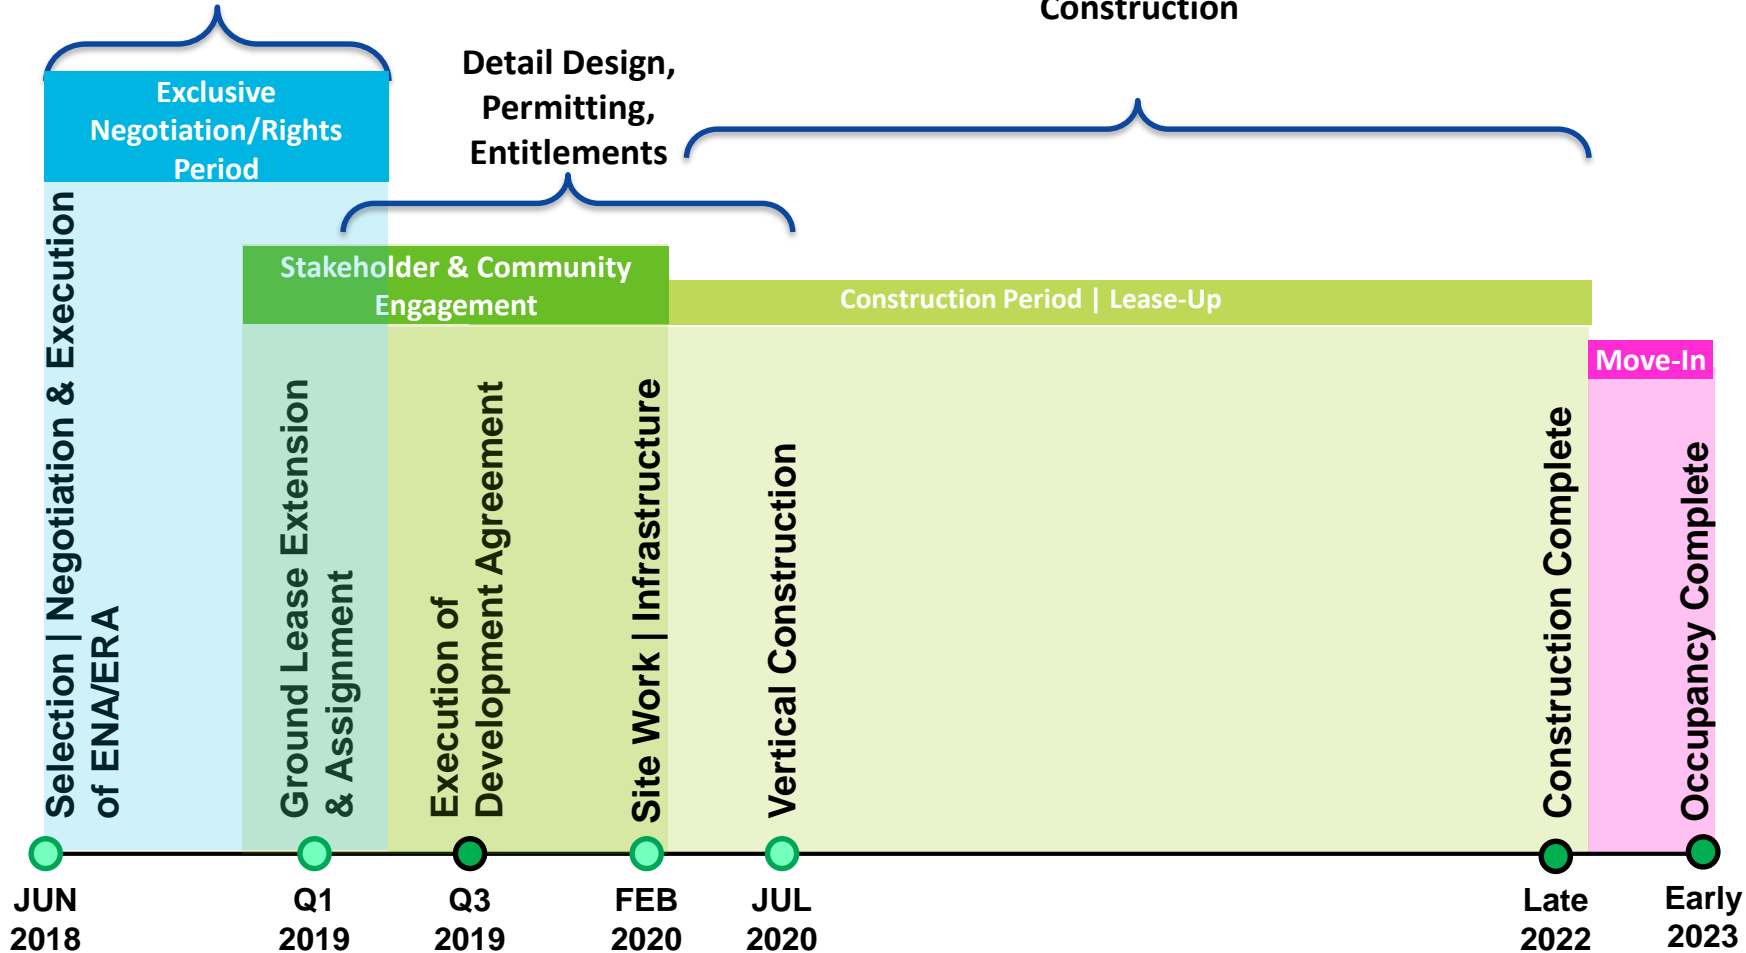 Construction
Detail Design,
Permitting,
Entitlements
Exclusive
Negotiation/Rights
Period
Stakeholder & Community
Engagement
Construction Period | Lease-Up
Move-In
Selection | Negotiation & Execution
of ENA/ERA
Ground Lease Extension
& Assignment
Execution of
Development Agreement
Site Work | Infrastructure
Vertical Construction
Construction Complete
Occupancy Complete
JUN
2018
Q1
2019
Q3
2019
FEB
2020
JUL
2020
Late
2022
Early
2023